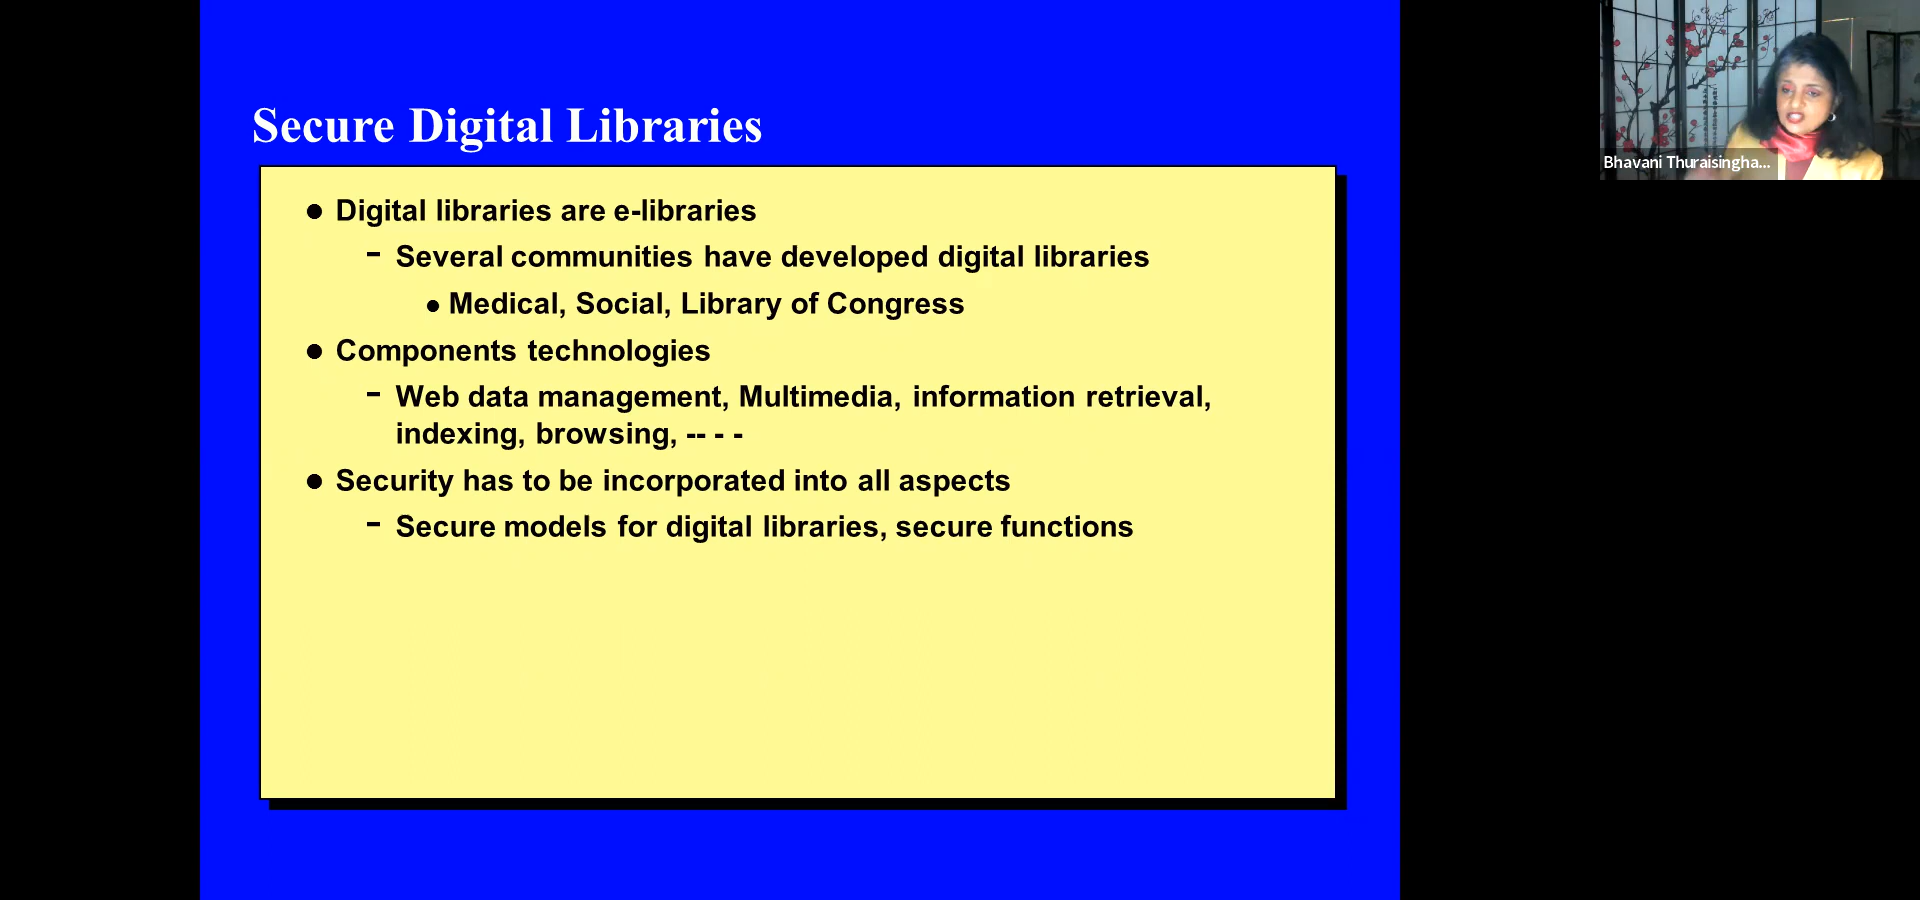 Secure Digital Libraries
● Digital libraries are e-libraries
- Several communities have developed digital libraries
● Medical, Social, Library of Congress
● Components technologies
- Web data management, Multimedia, information retrieval,
indexing, browsing, -- - -
● Security has to be incorporated into all aspects
- Secure models for digital libraries, secure functions
Bhavani Thuraisingha...